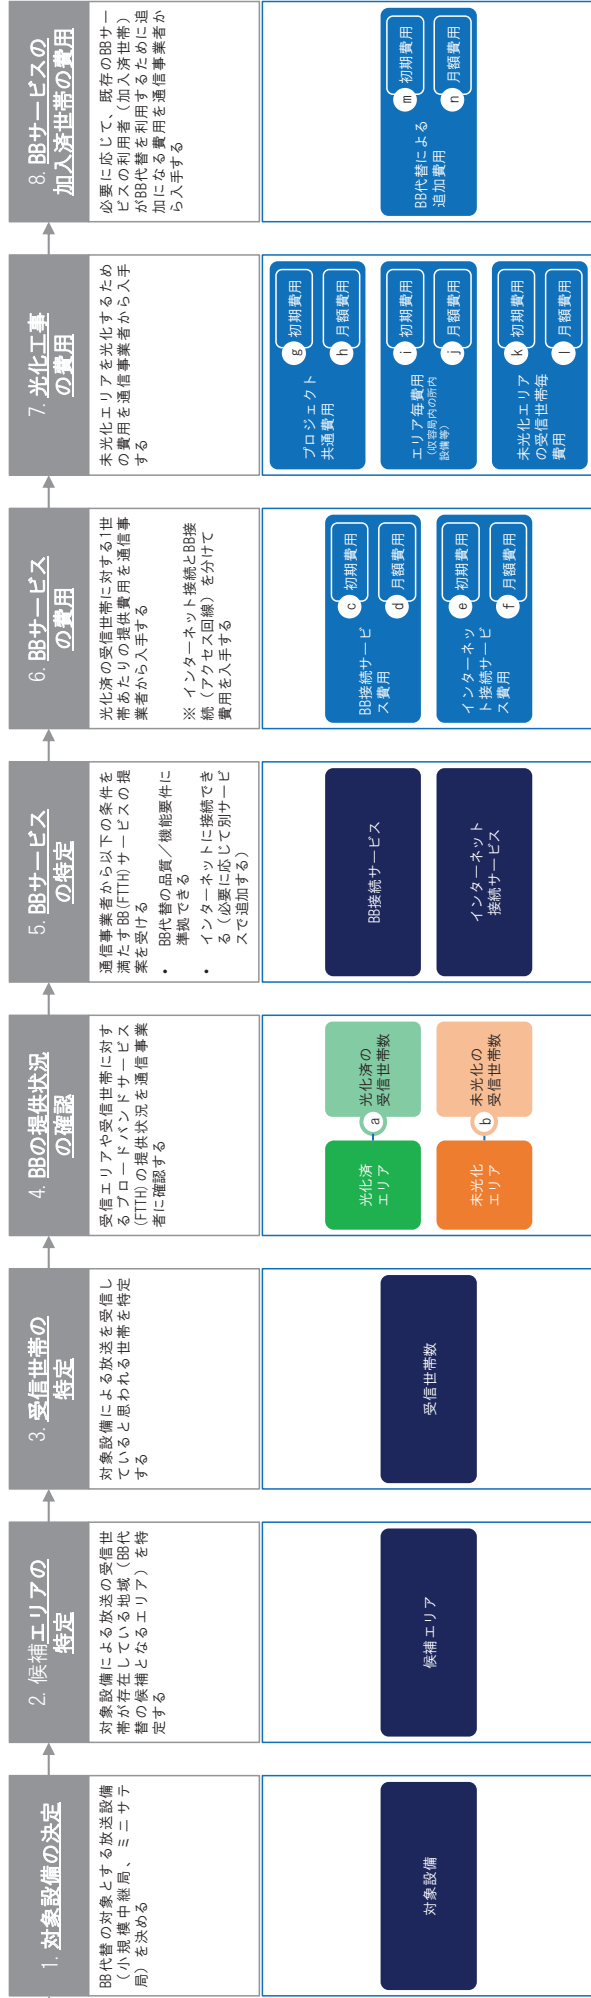 1. 対象設備の決定
BB代替の対象とする放送設備
（小規模中継局、ミニサテ
局）を決める
対象設備
2. 候補エリアの
特定
対象設備による放送の受信世
帯が存在している地域（BB代
替の候補となるエリア）を特
定する
候補エリア
3. 受信世帯の
特定
対象設備による放送を受信し
ていると思われる世帯を特定
する
受信世帯数
4. BBの提供状況
の確認
受信エリアや受信世帯に対す
るブロードバンドサービス
(FTTH)の提供状況を通信事業
者に確認する
光化済
エリア
a
光化済の
受信世帯数
未光化
エリア
b
未光化の
受信世帯数
5. BBサービス
の特定
通信事業者から以下の条件を
満たすBB(FTTH)サービスの提
案を受ける
• BB代替の品質／機能要件に
準拠できる
• インターネットに接続でき
る（必要に応じて別サービ
スで追加する）
BB接続サービス
インターネット
接続サービス
6. BBサービス
の費用
光化済の受信世帯に対する1世
帯あたりの提供費用を通信事
業者から入手する
※ インターネット接続とBB接
続（アクセス回線）を分けて
費用を入手する
BB接続サービ
ス費用
c 初期費用
d 月額費用
インターネッ
ト接続サービ
ス費用
e 初期費用
f 月額費用
7. 光化工事
の費用
未光化エリアを光化するため
の費用を通信事業者から入手
する
プロジェクト
共通費用
g 初期費用
h 月額費用
エリア毎費用
（収容局内の所内
設備等）
i 初期費用
j 月額費用
未光化エリア
の受信世帯毎
費用
k 初期費用
l 月額費用
8. BBサービスの
加入済世帯の費用
必要に応じて、既存のBBサー
ビスの利用者（加入済世帯）
がBB代替を利用するために追
加になる費用を通信事業者か
ら入手する
BB代替による
追加費用
m 初期費用
n 月額費用